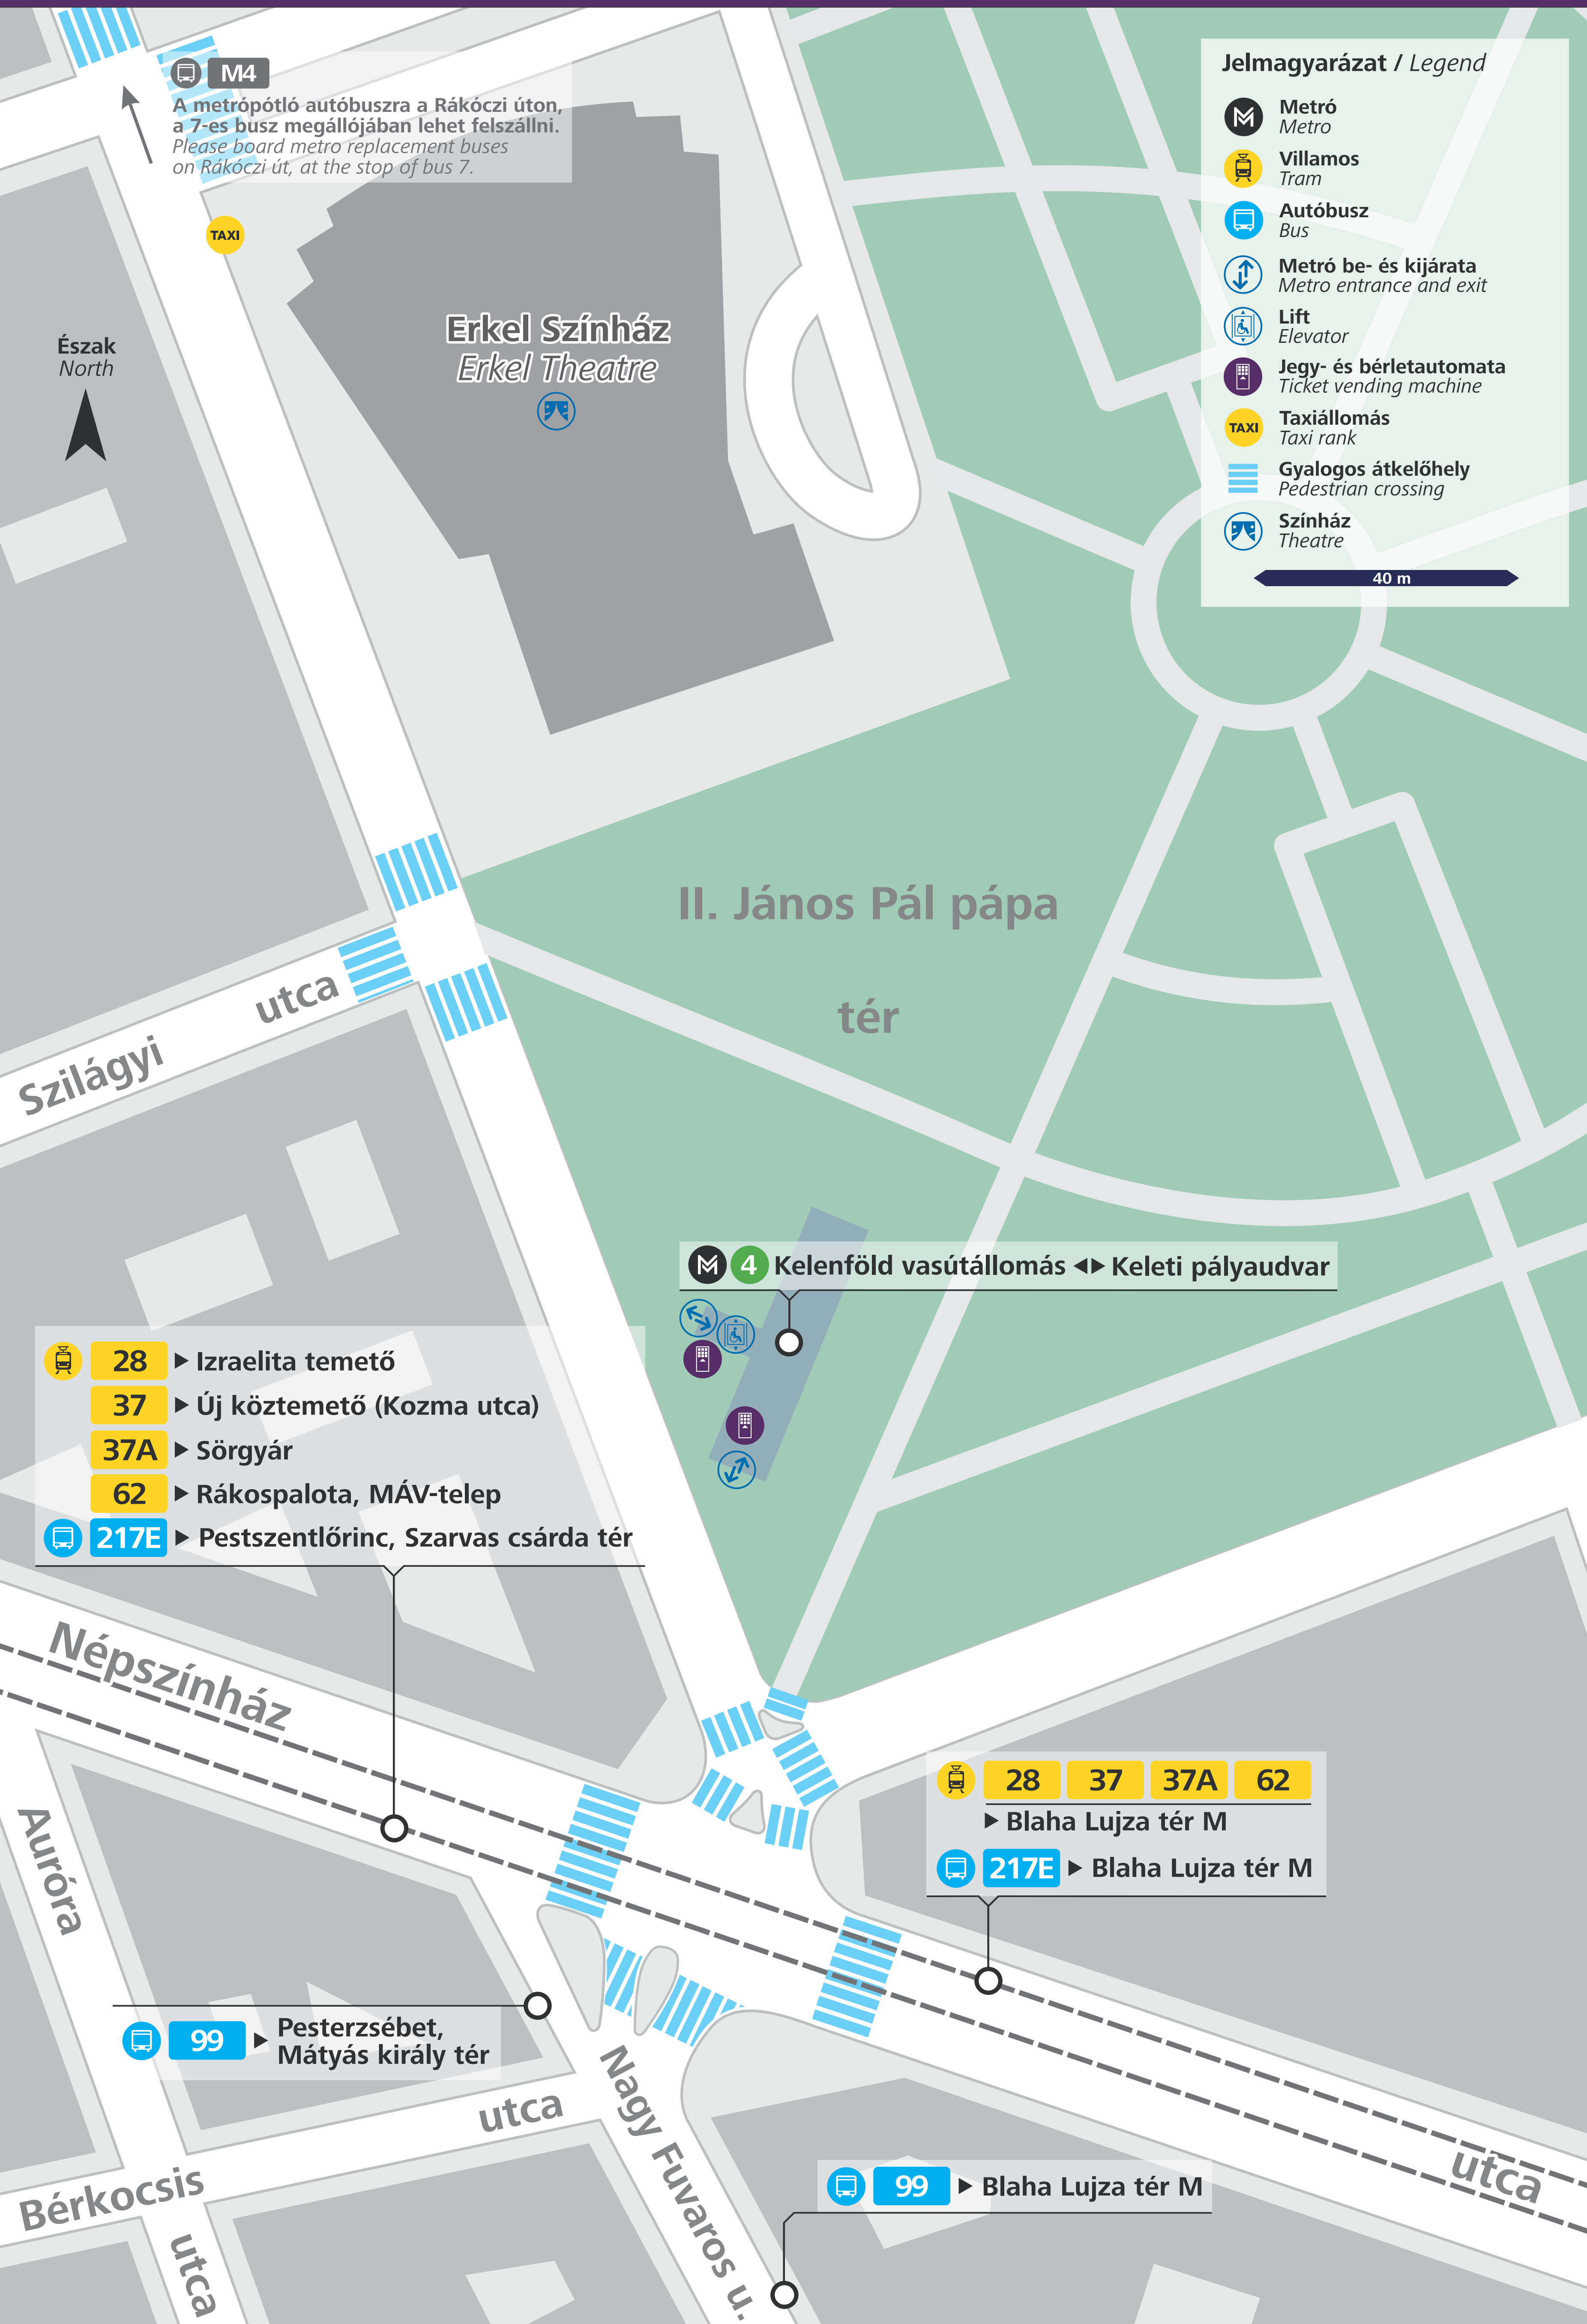 M4
A metrópótló autóbuszra a Rákóczi úton,
a 7-es busz megállójában lehet felszállni.
Please board metro replacement buses
on Rákóczi út, at the stop of bus 7.
TAXI
Jelmagyarázat / Legend
Metró
Metro
Villamos
Tram
Autóbusz
Bus
Metró be- és kijárata
Metro entrance and exit
Lift
Elevator
Jegy- és bérletautomata
Ticket vending machine
TAXI
Taxiállomás
Taxi rank
Gyalogos átkelőhely
Pedestrian crossing
Színház
Theatre
40 m
Észak
North
Erkel Színház
Erkel Theatre
II. János Pál pápa
tér
Szilágyi utca
M 4 Kelenföld vasútállomás ◀▶ Keleti pályaudvar
28 ▶ Izraelita temető
37 ▶ Új köztemető (Kozma utca)
37A ▶ Sörgyár
62 ▶ Rákospalota, MÁV-telep
217E ▶ Pestszentlőrinc, Szarvas csárda tér
Népszínház utca
28 37 37A 62
▶ Blaha Lujza tér M
217E ▶ Blaha Lujza tér M
Auróra utca
99 ▶ Pesterzsébet,
Mátyás király tér
Bérkocsis utca
Nagy Fuvaros u.
99 ▶ Blaha Lujza tér M